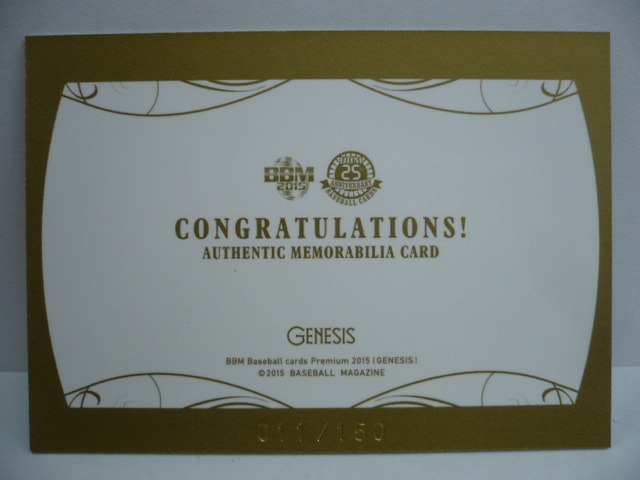 BBM
2015
25
ANNIVERSARY
BASEBALL CARDS
CONGRATULATIONS!
AUTHENTIC MEMORABILIA CARD
GENESIS
BBM Baseball cards Premium 2015 (GENESIS)
©2015 BASEBALL MAGAZINE
011/150